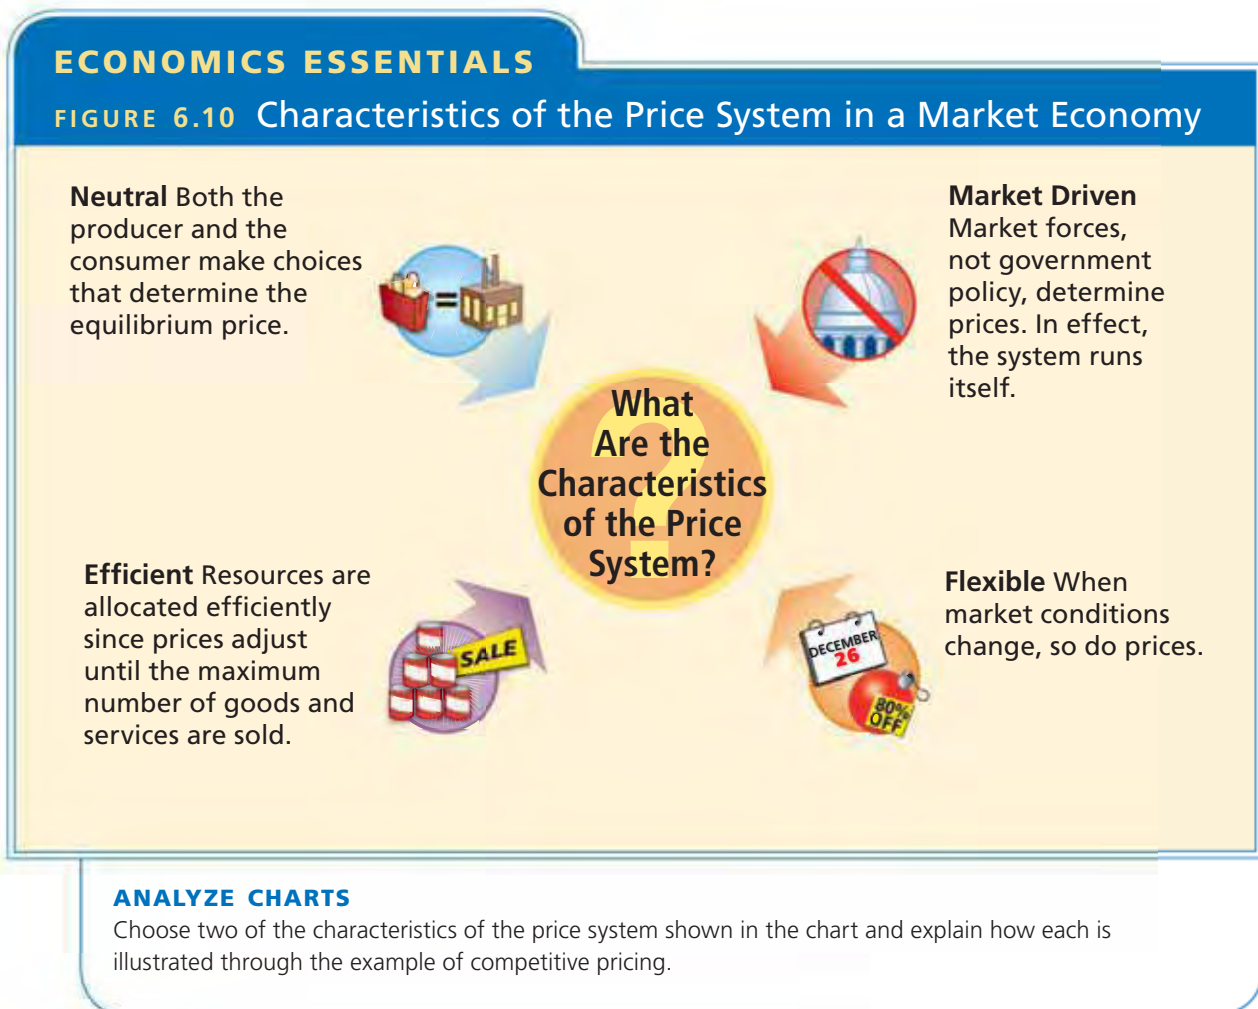 ECONOMICS ESSENTIALS
FIGURE 6.10 Characteristics of the Price System in a Market Economy
Neutral Both the
producer and the
consumer make choices
that determine the
equilibrium price.
Market Driven
Market forces,
not government
policy, determine
prices. In effect,
the system runs
itself.
=
?
What
Are the
Characteristics
of the Price
System?
Efficient Resources are
allocated efficiently
since prices adjust
until the maximum
number of goods and
services are sold.
SALE
Flexible When
market conditions
change, so do prices.
DECEMBER
26
80%
OFF
ANALYZE CHARTS
Choose two of the characteristics of the price system shown in the chart and explain how each is
illustrated through the example of competitive pricing.